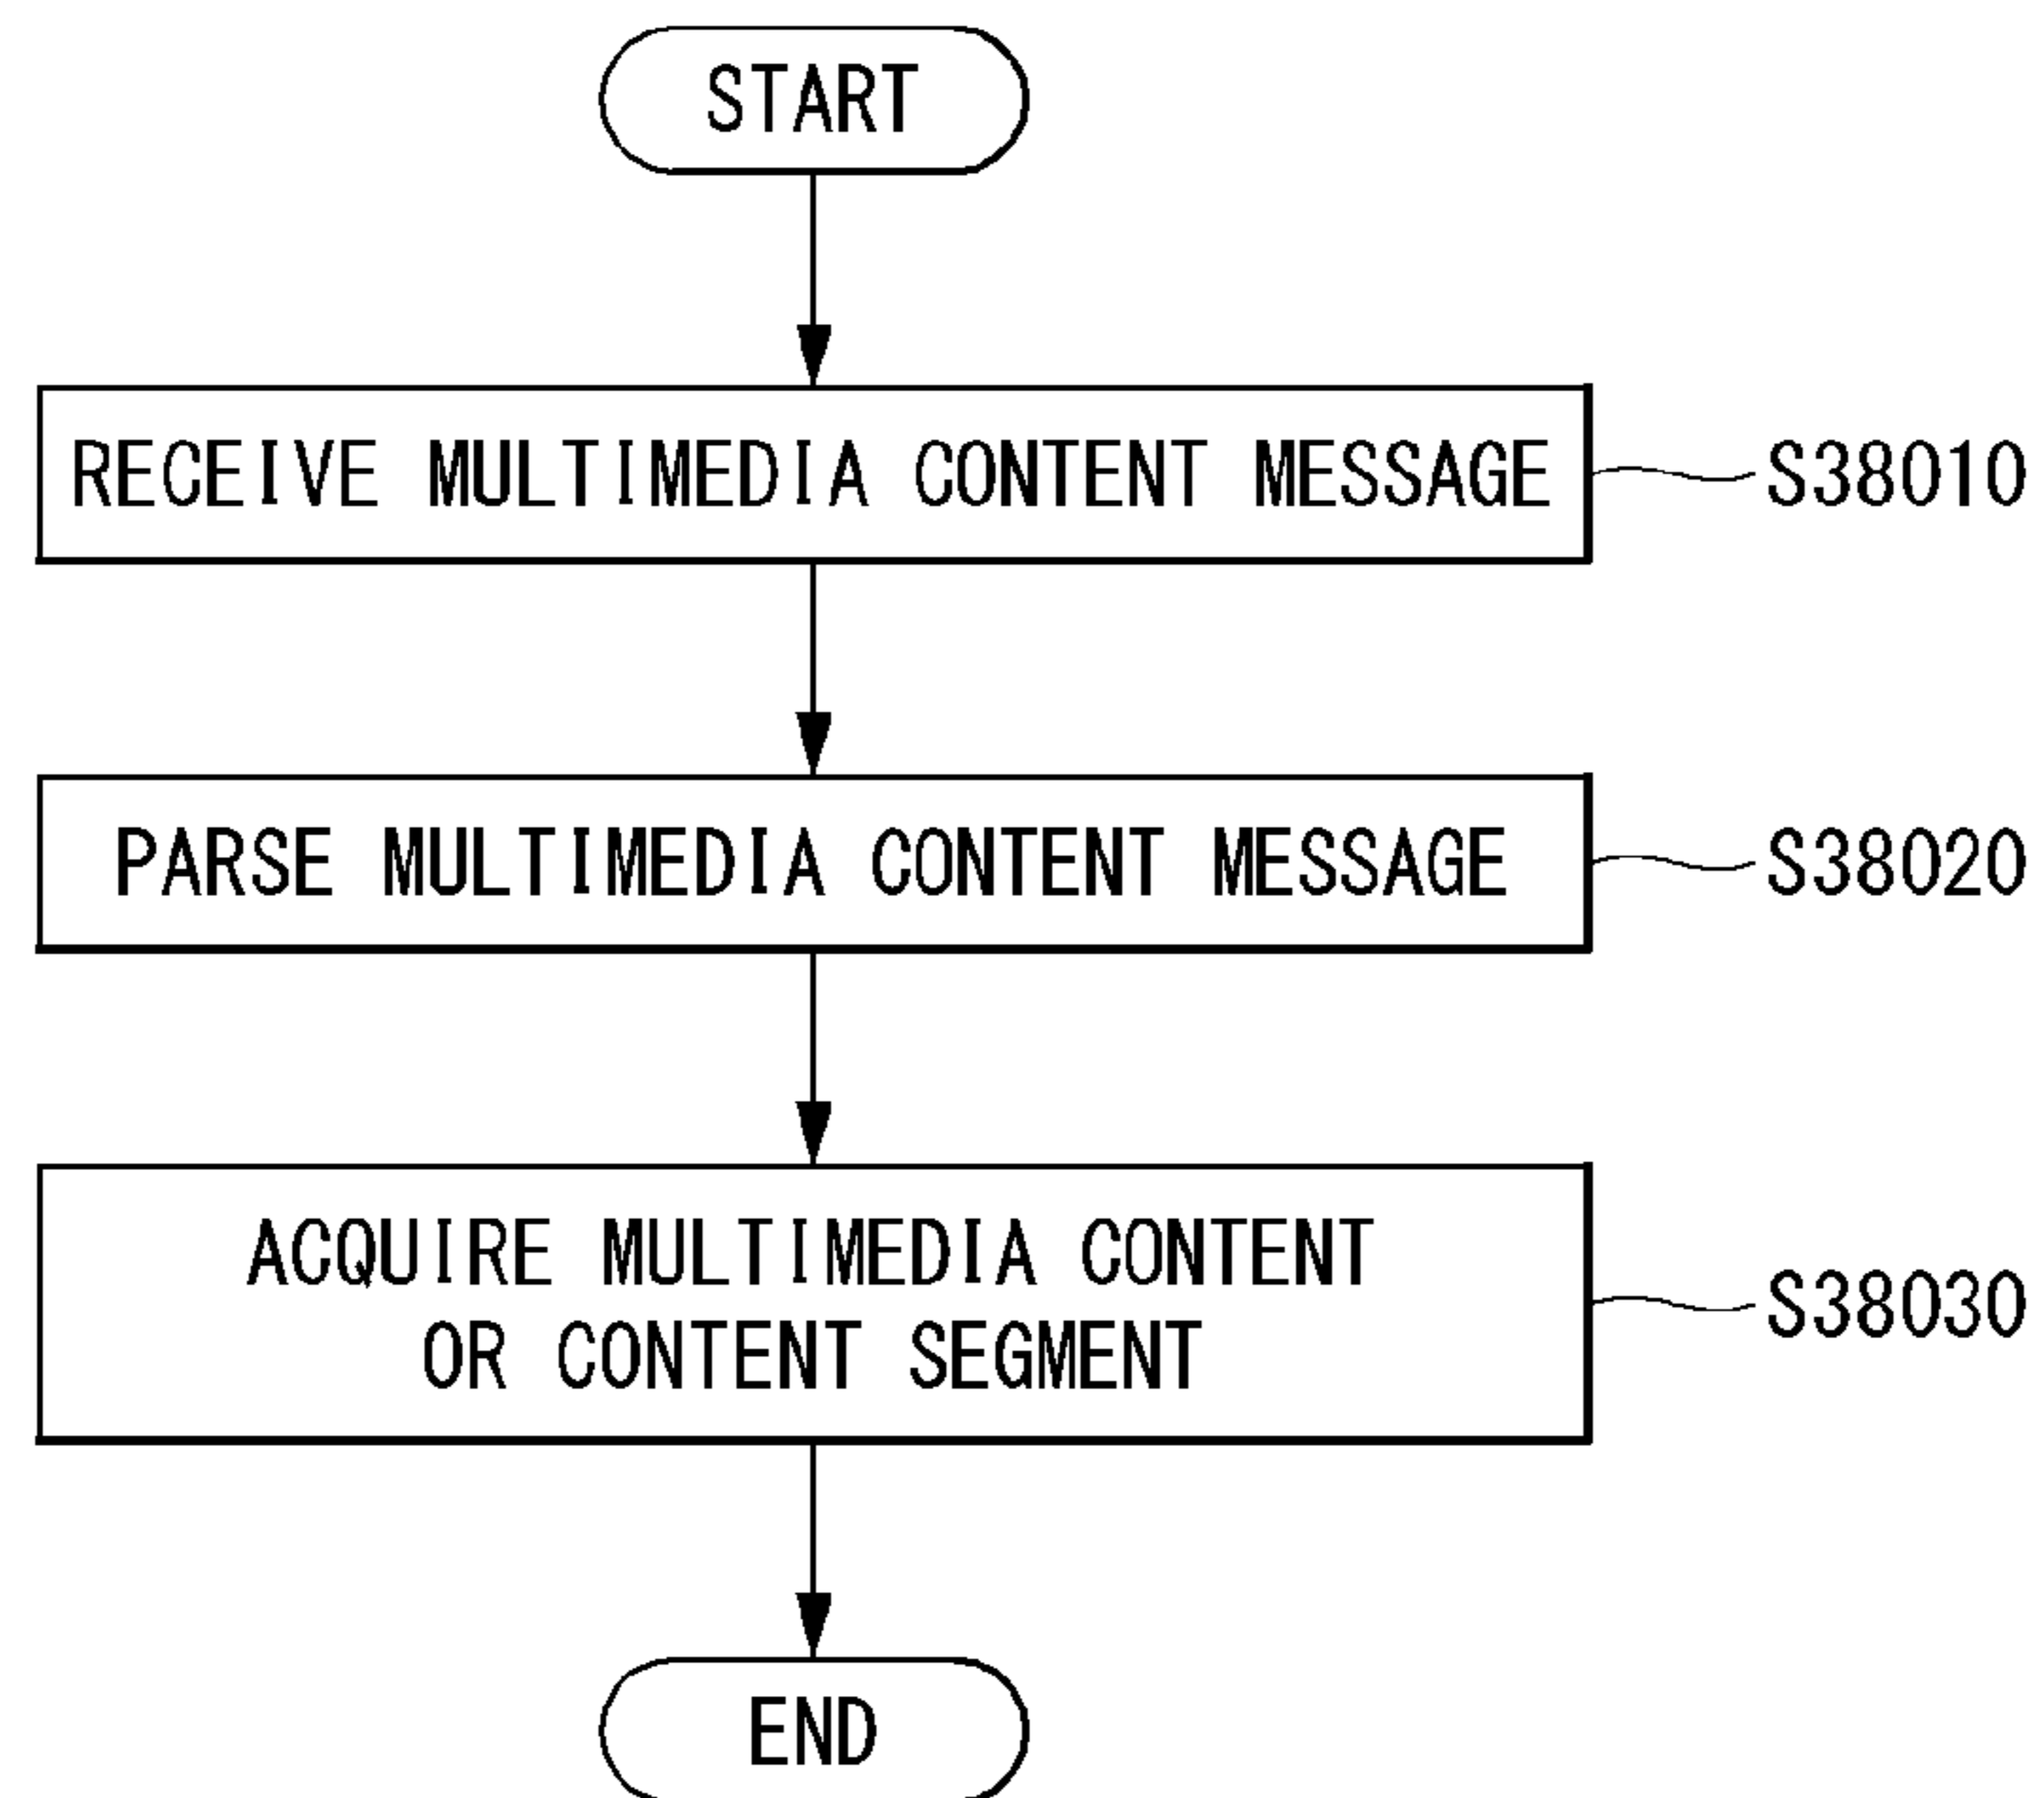 START
RECEIVE MULTIMEDIA CONTENT MESSAGE
S38010
PARSE MULTIMEDIA CONTENT MESSAGE
S38020
ACQUIRE MULTIMEDIA CONTENT
OR CONTENT SEGMENT
S38030
END